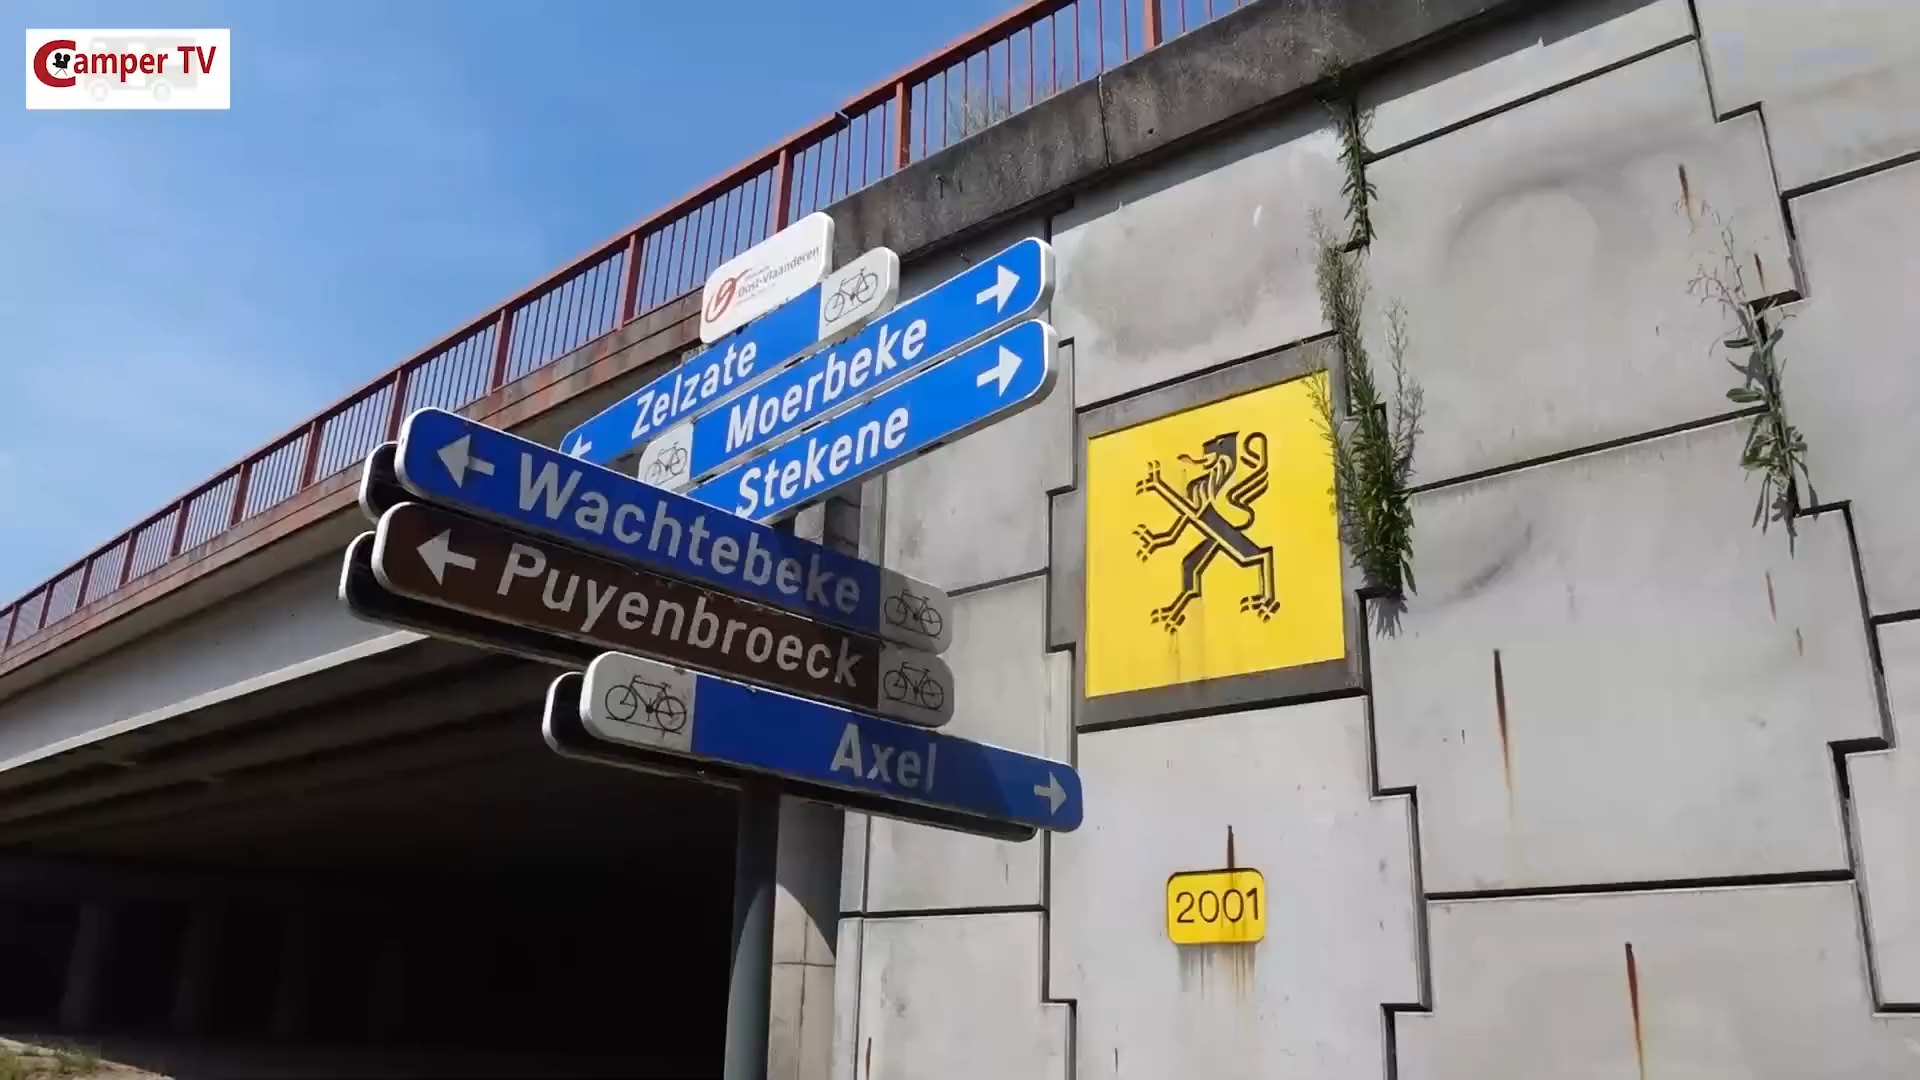 Camper TV
Oost-Vlaanderen
Zelzate
Moerbeke
Stekene
Wachtebeke
Puyenbroeck
Axel
2001